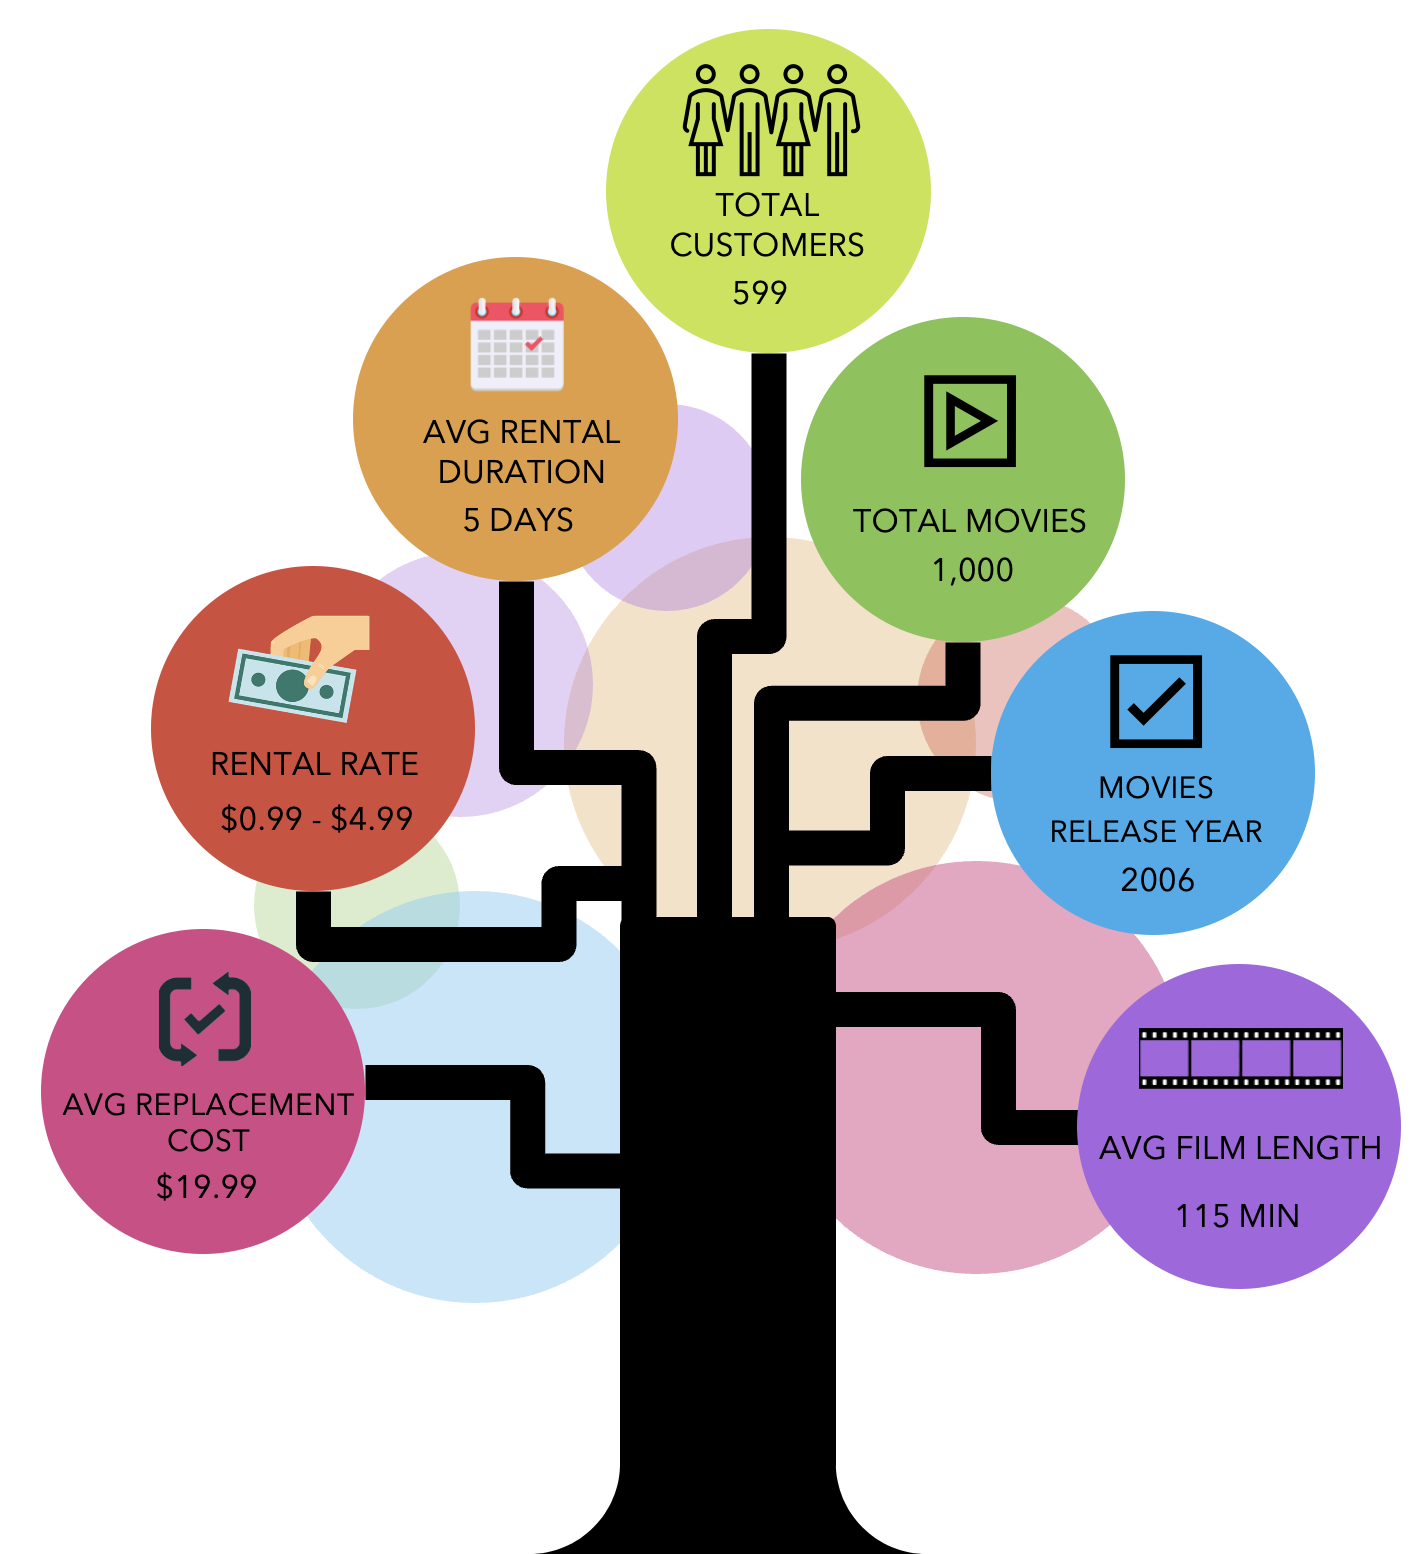 TOTAL
CUSTOMERS
599
AVG RENTAL
DURATION
5 DAYS
TOTAL MOVIES
1,000
RENTAL RATE
$0.99 - $4.99
MOVIES
RELEASE YEAR
2006
AVG REPLACEMENT
COST
$19.99
AVG FILM LENGTH
115 MIN